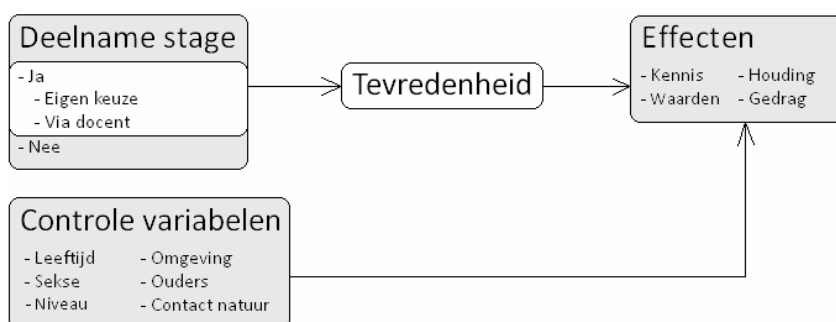 Deelname stage
- Ja
- Eigen keuze
- Via docent
- Nee
Tevredenheid
Effecten
- Kennis - Houding
- Waarden - Gedrag
Controle variabelen
- Leeftijd - Omgeving
- Sekse - Ouders
- Niveau - Contact natuur